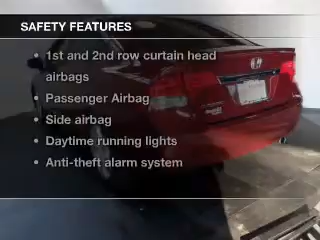 SAFETY FEATURES
• 1st and 2nd row curtain head
airbags
• Passenger Airbag
• Side airbag
• Daytime running lights
• Anti-theft alarm system